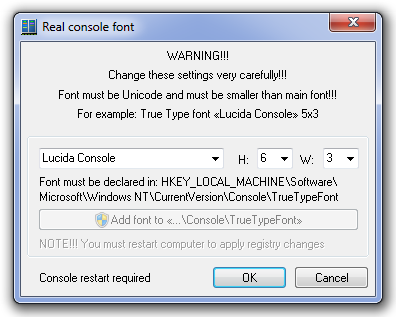 Real console font
WARNING!!!
Change these settings very carefully!!!
Font must be Unicode and must be smaller than main font!!!
For example: True Type font «Lucida Console» 5x3
Lucida Console H: 6 W: 3
Font must be declared in: HKEY_LOCAL_MACHINE\Software\
Microsoft\Windows NT\CurrentVersion\Console\TrueTypeFont
Add font to «...\Console\TrueTypeFont»
NOTE!!! You must restart computer to apply registry changes
Console restart required OK Cancel